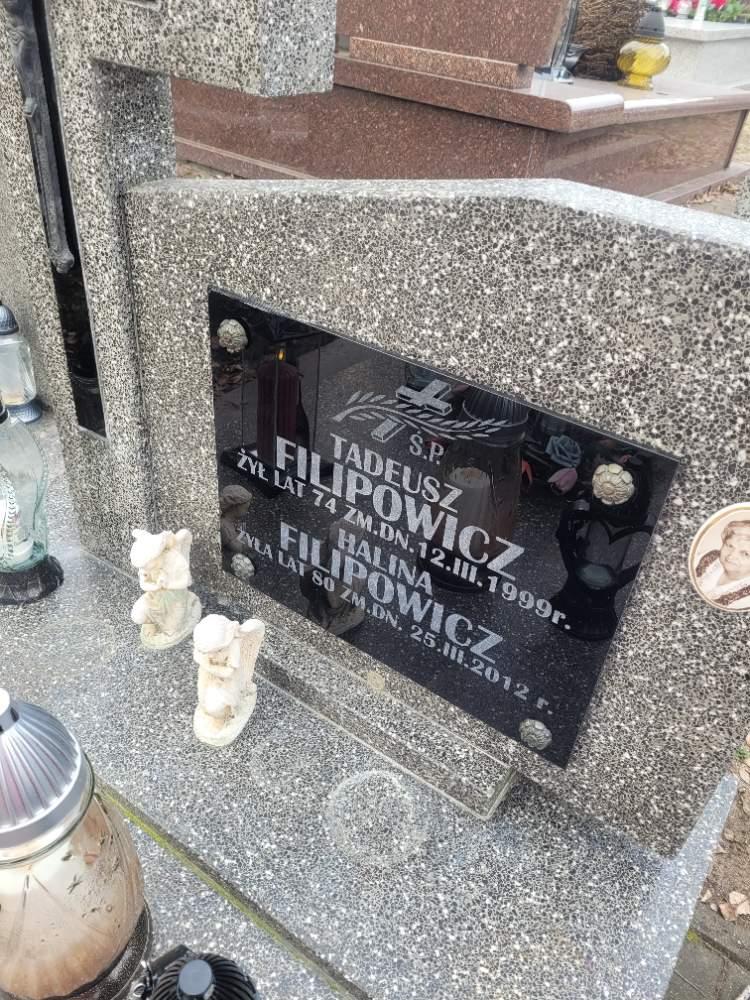 Ś.P.
TADEUSZ
FILIPOWICZ
ŻYŁ LAT 74 ZM.DN.12.III.1999r.
HALINA
FILIPOWICZ
ŻYŁA LAT 80 ZM.DN. 25.III.2012 r.